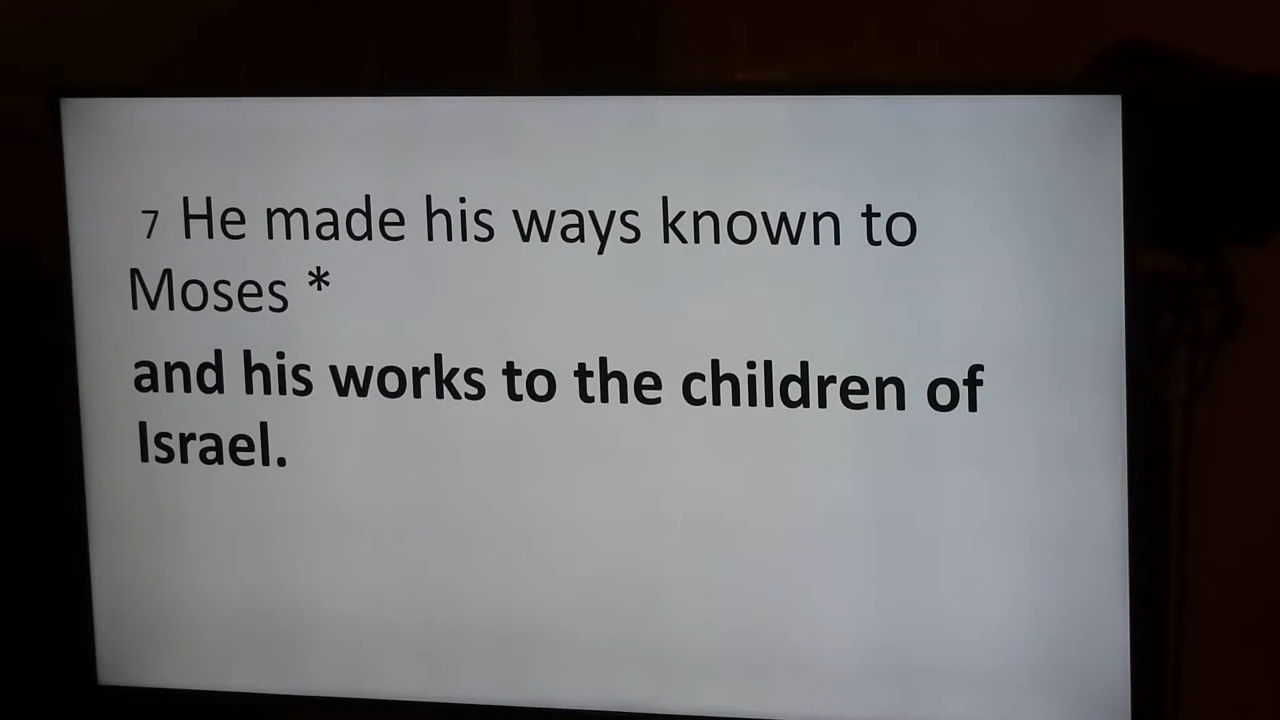 7 He made his ways known to
Moses *
and his works to the children of
Israel.